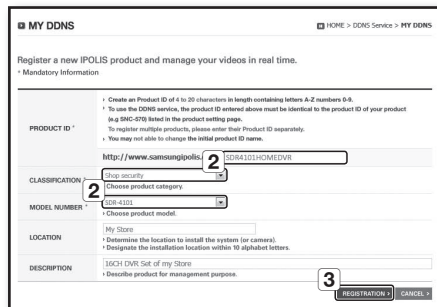 MY DDNS
HOME > DDNS Service > MY DDNS
Register a new IPOLIS product and manage your videos in real time.
* Mandatory Information
PRODUCT ID *
› Create an Product ID of 4 to 20 characters in length containing letters A-Z numbers 0-9.
› To use the DDNS service, the product ID entered above must be identical to the product ID of your product
(e.g SNC-570) listed in the product setting page.
To register multiple products, please enter their Product ID separately.
› You may not able to change the initial product ID name.
http://www.samsungipolis. 2 SDR4101HOMEDVR
CLASSIFICATION
2
Shop security
Choose product category.
MODEL NUMBER *
SDR-4101
› Choose product model.
LOCATION
My Store
› Determine the location to install the system (or camera).
› Designate the installation location within 10 alphabet letters.
DESCRIPTION
16CH DVR Set of my Store
› Describe product for management purpose.
3
REGISTRATION > CANCEL >